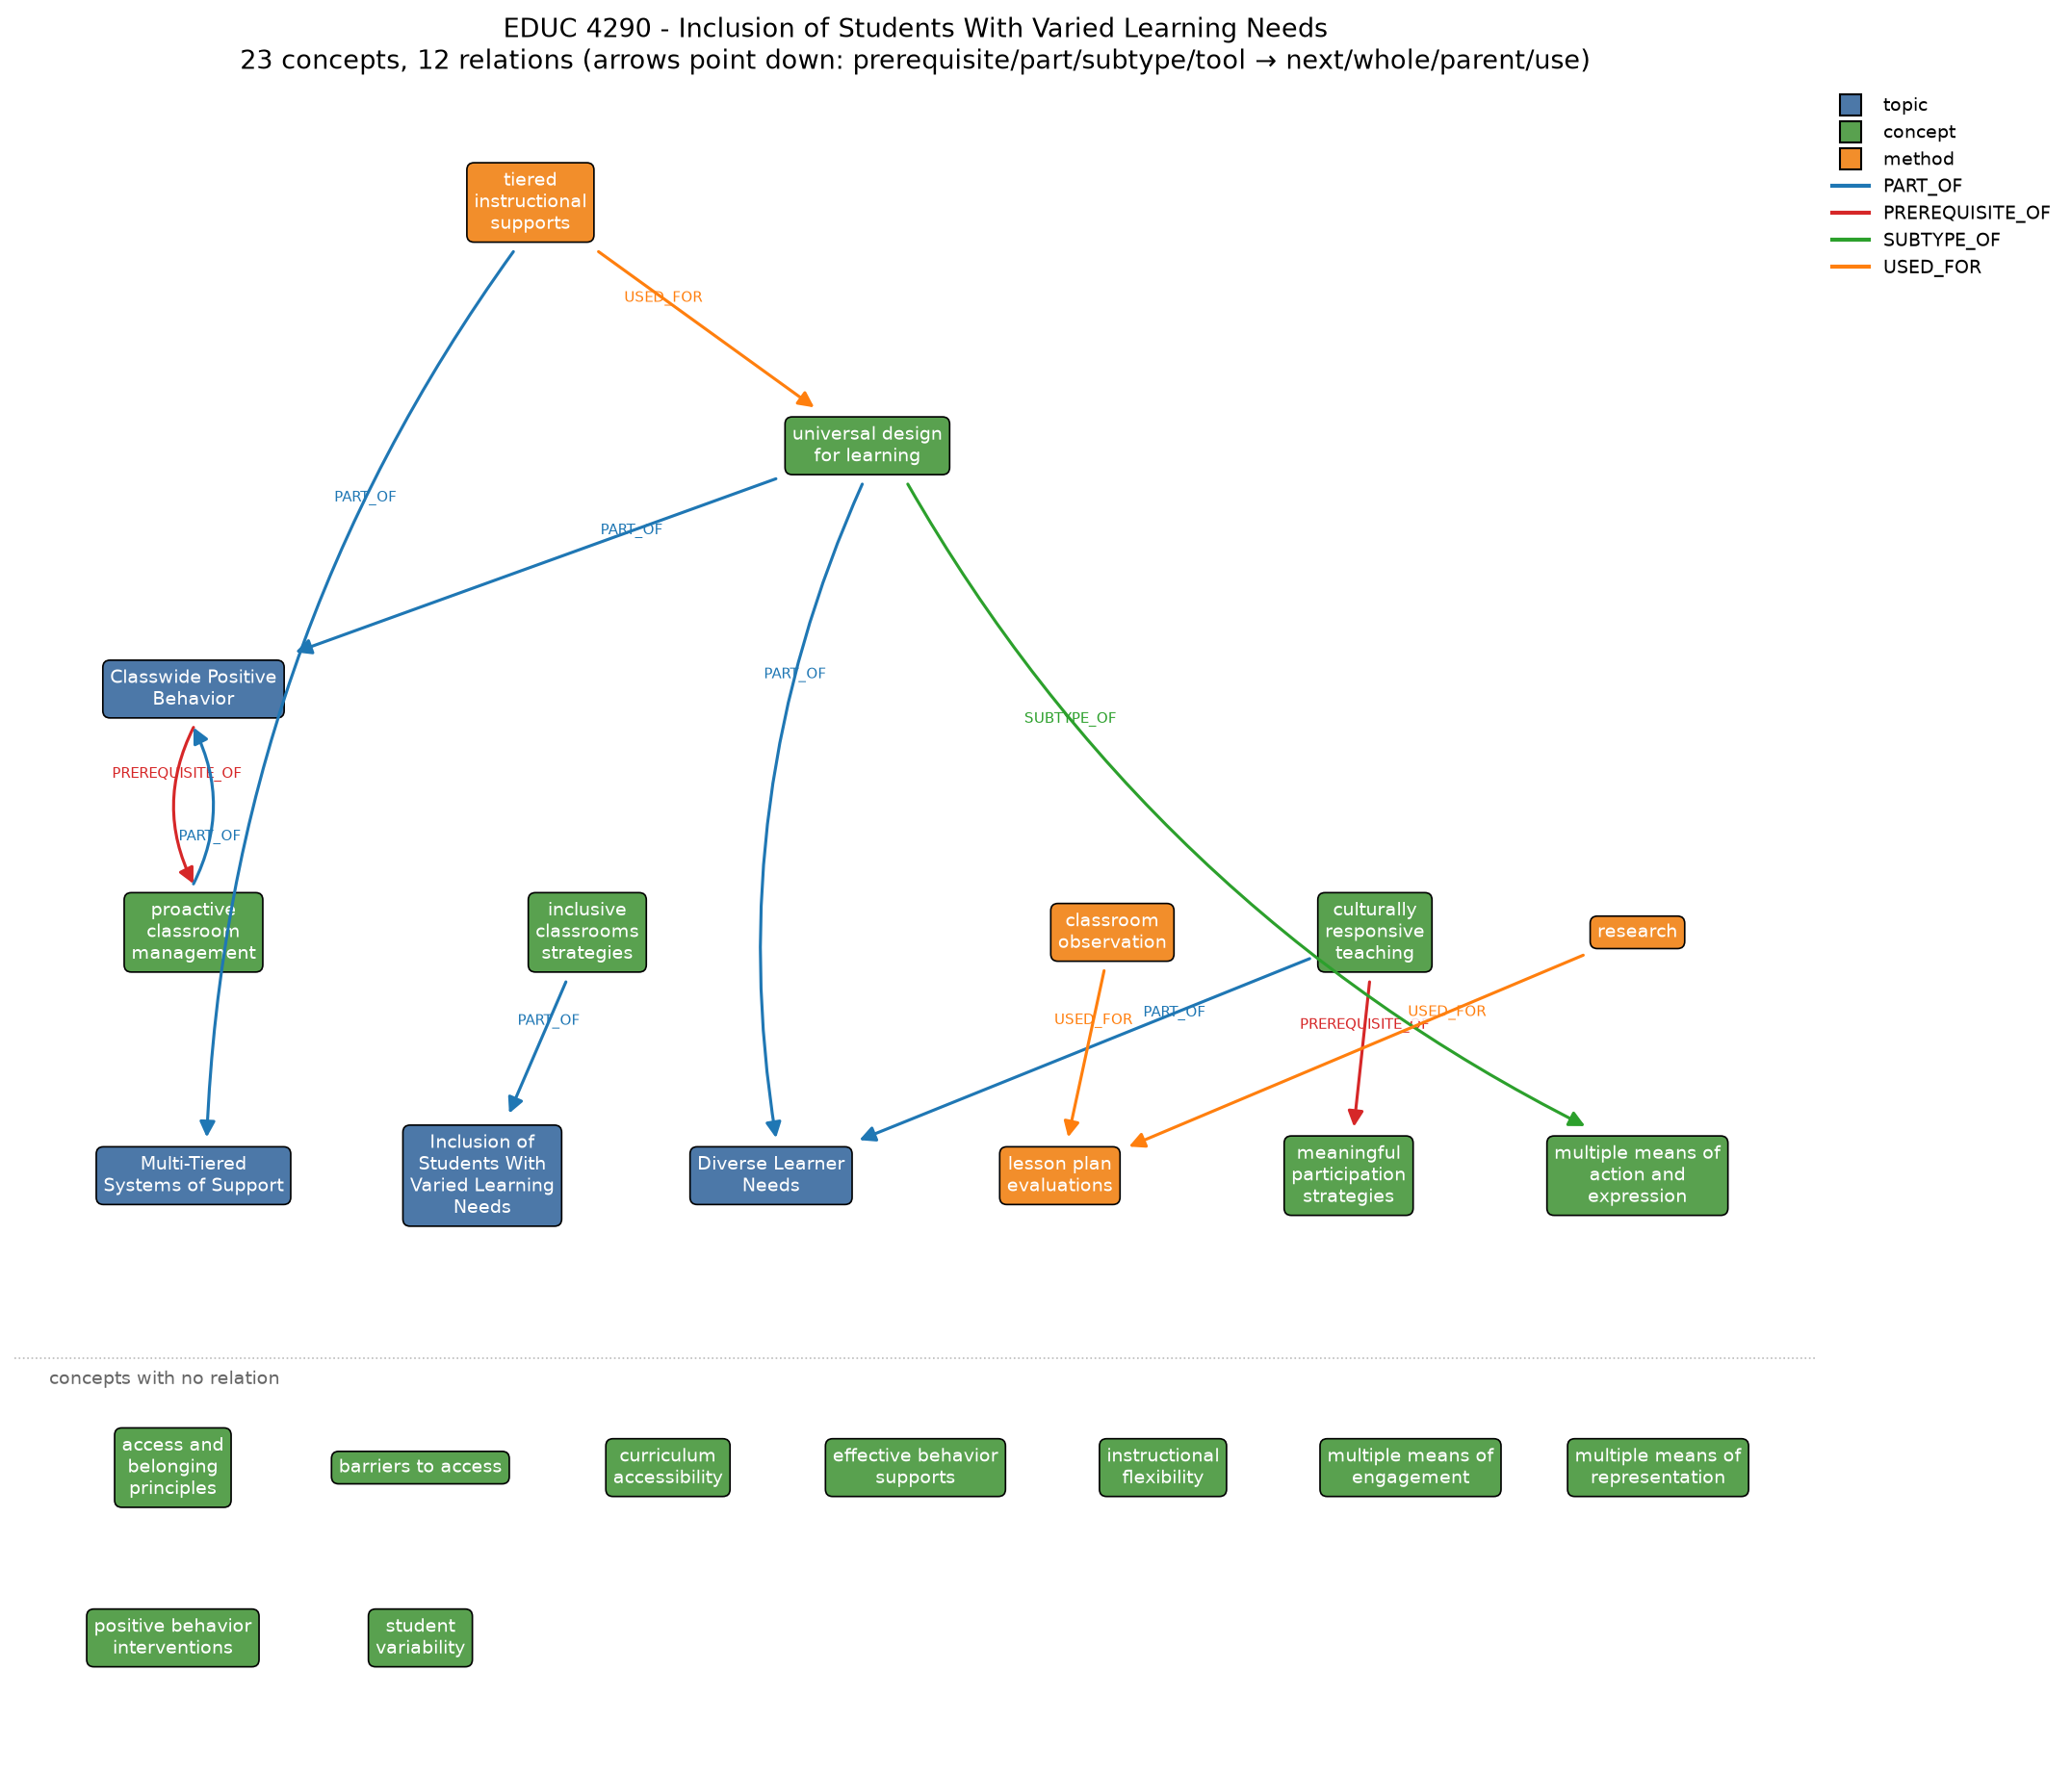 EDUC 4290 - Inclusion of Students With Varied Learning Needs
23 concepts, 12 relations (arrows point down: prerequisite/part/subtype/tool → next/whole/parent/use)
topic
concept
method
PART_OF
PREREQUISITE_OF
SUBTYPE_OF
USED_FOR
tiered
instructional
supports
USED_FOR
universal design
for learning
PART_OF
PART_OF
Classwide Positive
Behavior
PART_OF
SUBTYPE_OF
PREREQUISITE_OF
PART_OF
proactive
classroom
management
inclusive
classrooms
strategies
classroom
observation
culturally
responsive
teaching
research
PART_OF
USED_FOR
PART_OF
PREREQUISITE_OF
USED_FOR
Multi-Tiered
Systems of Support
Inclusion of
Students With
Varied Learning
Needs
Diverse Learner
Needs
lesson plan
evaluations
meaningful
participation
strategies
multiple means of
action and
expression
concepts with no relation
access and
belonging
principles
barriers to access
curriculum
accessibility
effective behavior
supports
instructional
flexibility
multiple means of
engagement
multiple means of
representation
positive behavior
interventions
student
variability